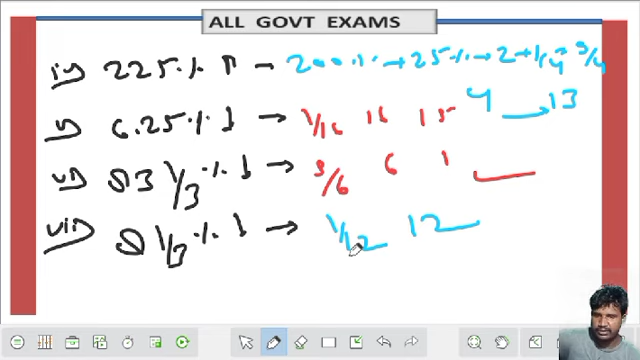 ALL GOVT EXAMS
iv) 225% ↑ → 200% + 25% → 2 + 1/4 = 9/4
4 → 13
v) 6.25% ↓ → 1/16 16 15
vi) 83 1/3 % ↓ → 5/6 6 1
vii) 8 1/3 % ↓ → 1/12 12